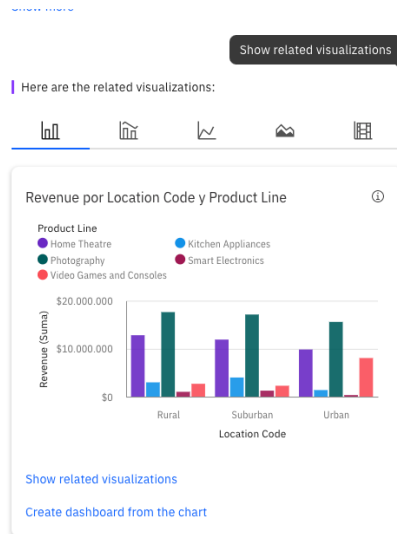 Show more
Show related visualizations
Here are the related visualizations:
Revenue por Location Code y Product Line
Product Line
Home Theatre
Kitchen Appliances
Photography
Smart Electronics
Video Games and Consoles
$20.000.000
$10.000.000
$0
Revenue (Suma)
Rural
Suburban
Urban
Location Code
Show related visualizations
Create dashboard from the chart